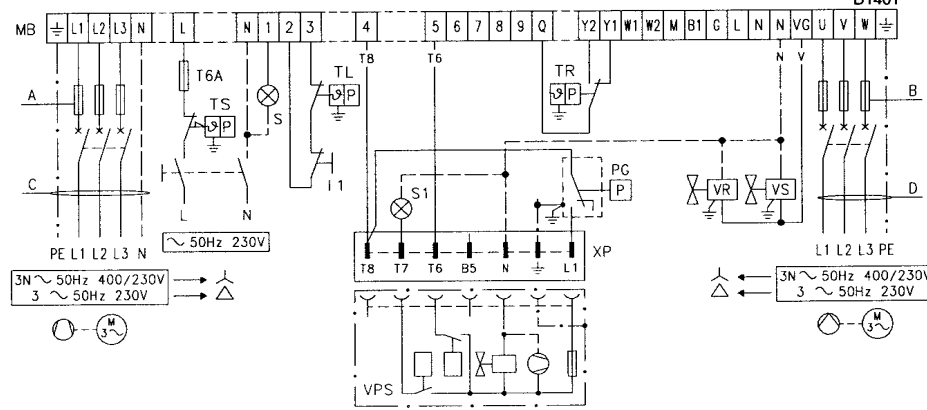 D1401
MB ⏚ L1 L2 L3 N L N 1 2 3 4 5 6 7 8 9 Q Y2 Y1 W1 W2 M B1 G L N N VG U V W ⏚
T8 T6 N V
A T6A TS ϑ P S TL ϑ P TR ϑ P B
I1
PG P
C S1 VR VS D
L N
PE L1 L2 L3 N ~ 50Hz 230V L1 L2 L3 PE
XP
T8 T7 T6 B5 N ⏚ L1
3N ~ 50Hz 400/230V
3 ~ 50Hz 230V
3N ~ 50Hz 400/230V
3 ~ 50Hz 230V
M 3~
M 3~
VPS